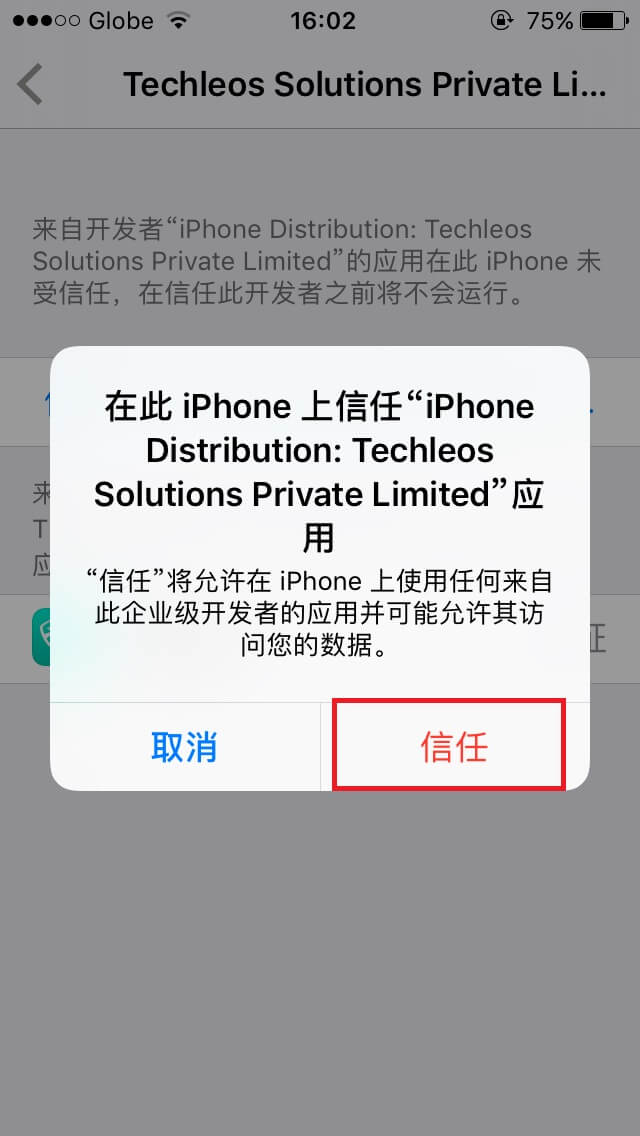 Globe 16:02 75%
Techleos Solutions Private Li...
来自开发者“iPhone Distribution: Techleos
Solutions Private Limited”的应用在此 iPhone 未
受信任，在信任此开发者之前将不会运行。
在此 iPhone 上信任“iPhone
Distribution: Techleos
Solutions Private Limited”应
用
“信任”将允许在 iPhone 上使用任何来自
此企业级开发者的应用并可能允许其访
问您的数据。
取消 信任